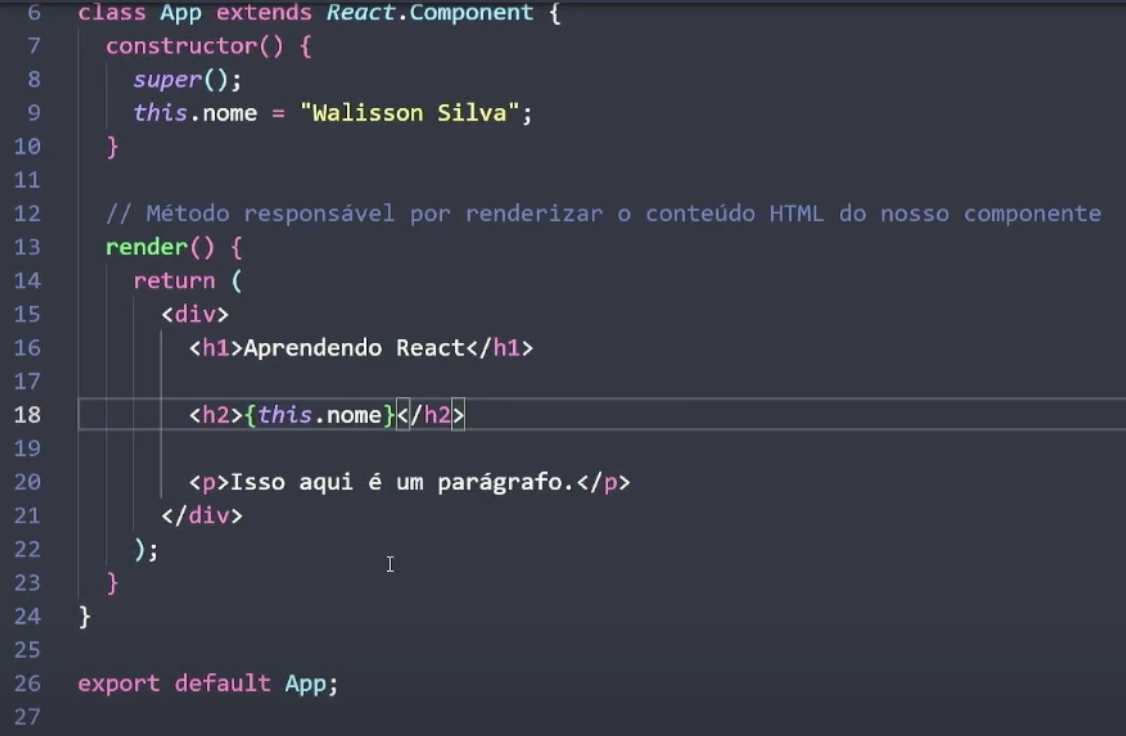 6 class App extends React.Component {
7 constructor() {
8 super();
9 this.nome = "Walisson Silva";
10 }
11
12 // Método responsável por renderizar o conteúdo HTML do nosso componente
13 render() {
14 return (
15 <div>
16 <h1>Aprendendo React</h1>
17
18 <h2>{this.nome}</h2>
19
20 <p>Isso aqui é um parágrafo.</p>
21 </div>
22 );
23 }
24 }
25
26 export default App;
27